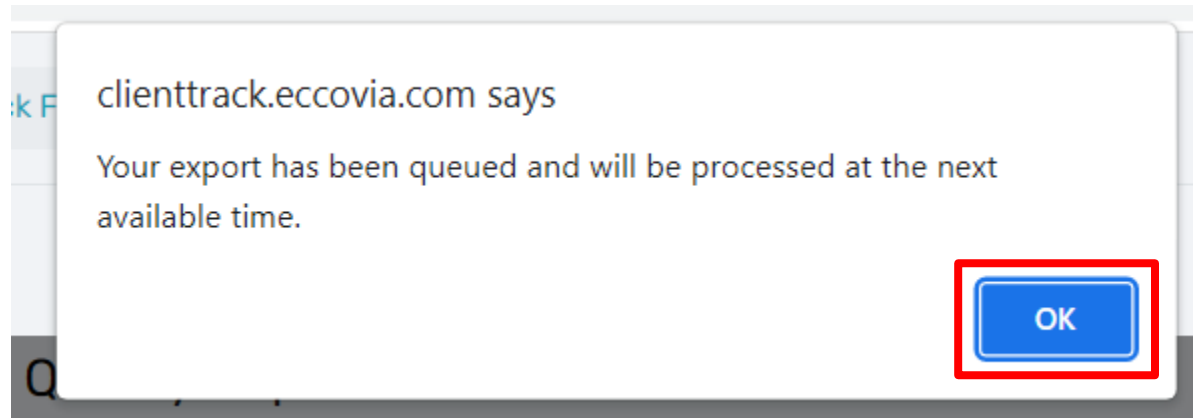 k F
clienttrack.eccovia.com says
Your export has been queued and will be processed at the next
available time.
OK
Q